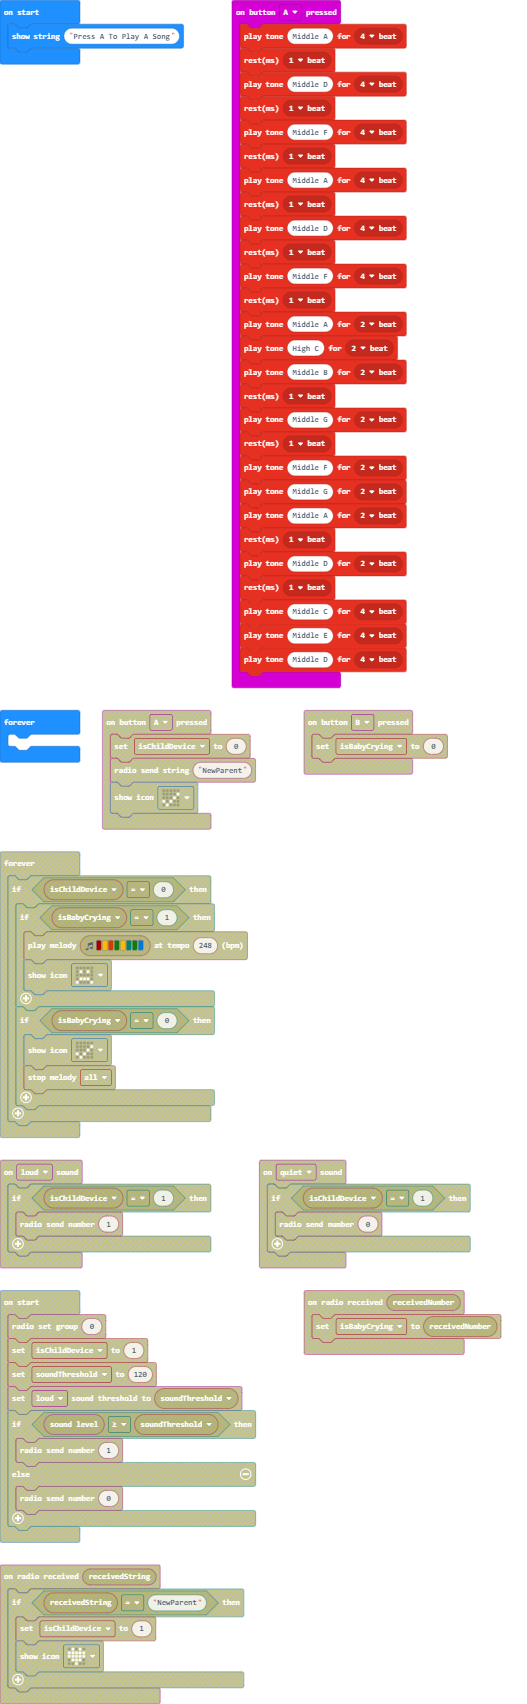 on start
show string "Press A To Play A Song"
on button A pressed
play tone Middle A for 4 beat
rest(ms) 1 beat
play tone Middle D for 4 beat
rest(ms) 1 beat
play tone Middle F for 4 beat
rest(ms) 1 beat
play tone Middle A for 4 beat
rest(ms) 1 beat
play tone Middle D for 4 beat
rest(ms) 1 beat
play tone Middle F for 4 beat
rest(ms) 1 beat
play tone Middle A for 2 beat
play tone High C for 2 beat
play tone Middle B for 2 beat
rest(ms) 1 beat
play tone Middle G for 2 beat
rest(ms) 1 beat
play tone Middle F for 2 beat
play tone Middle G for 2 beat
play tone Middle A for 2 beat
rest(ms) 1 beat
play tone Middle D for 2 beat
rest(ms) 1 beat
play tone Middle C for 4 beat
play tone Middle E for 4 beat
play tone Middle D for 4 beat
forever
on button A pressed
set isChildDevice to 0
radio send string "NewParent"
show icon
on button B pressed
set isBabyCrying to 0
forever
if isChildDevice = 0 then
if isBabyCrying = 1 then
play melody at tempo 248 (bpm)
show icon
if isBabyCrying = 0 then
show icon
stop melody all
on loud sound
if isChildDevice = 1 then
radio send number 1
on quiet sound
if isChildDevice = 1 then
radio send number 0
on start
radio set group 0
set isChildDevice to 1
set soundThreshold to 120
set loud sound threshold to soundThreshold
if sound level ≥ soundThreshold then
radio send number 1
else
radio send number 0
on radio received receivedNumber
set isBabyCrying to receivedNumber
on radio received receivedString
if receivedString = "NewParent" then
set isChildDevice to 1
show icon